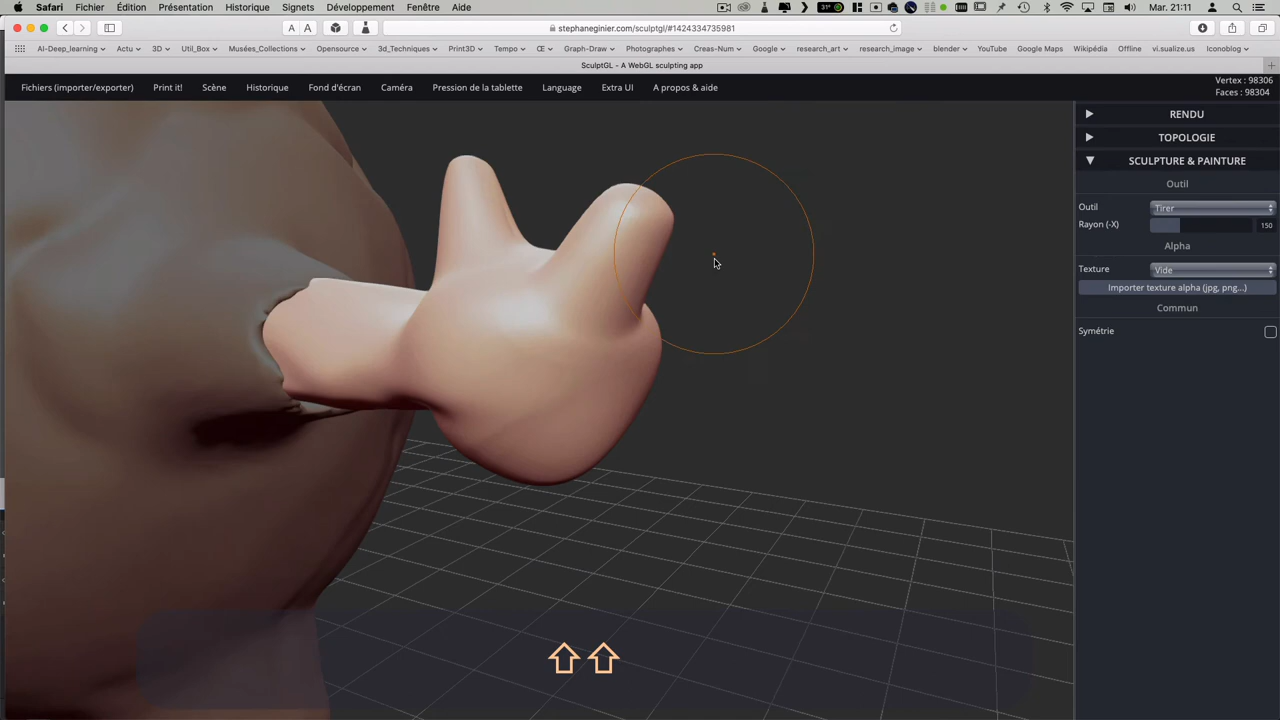 Safari Fichier Édition Présentation Historique Signets Développement Fenêtre Aide 31° Mar. 21:11
A A stephaneginier.com/sculptgl/#1424334735981
AI-Deep_learning Actu 3D Util_Box Musées_Collections Opensource 3d_Techniques Print3D Tempo Œ Graph-Draw Photographes Creas-Num Google research_art research_image blender YouTube Google Maps Wikipédia Offline vi.sualize.us Iconoblog
SculptGL - A WebGL sculpting app
Fichiers (importer/exporter) Print it! Scène Historique Fond d'écran Caméra Pression de la tablette Language Extra UI A propos & aide
Vertex : 98306
Faces : 98304
RENDU
TOPOLOGIE
SCULPTURE & PAINTURE
Outil
Outil Tirer
Rayon (-X) 150
Alpha
Texture Vide
Importer texture alpha (jpg, png...)
Commun
Symétrie